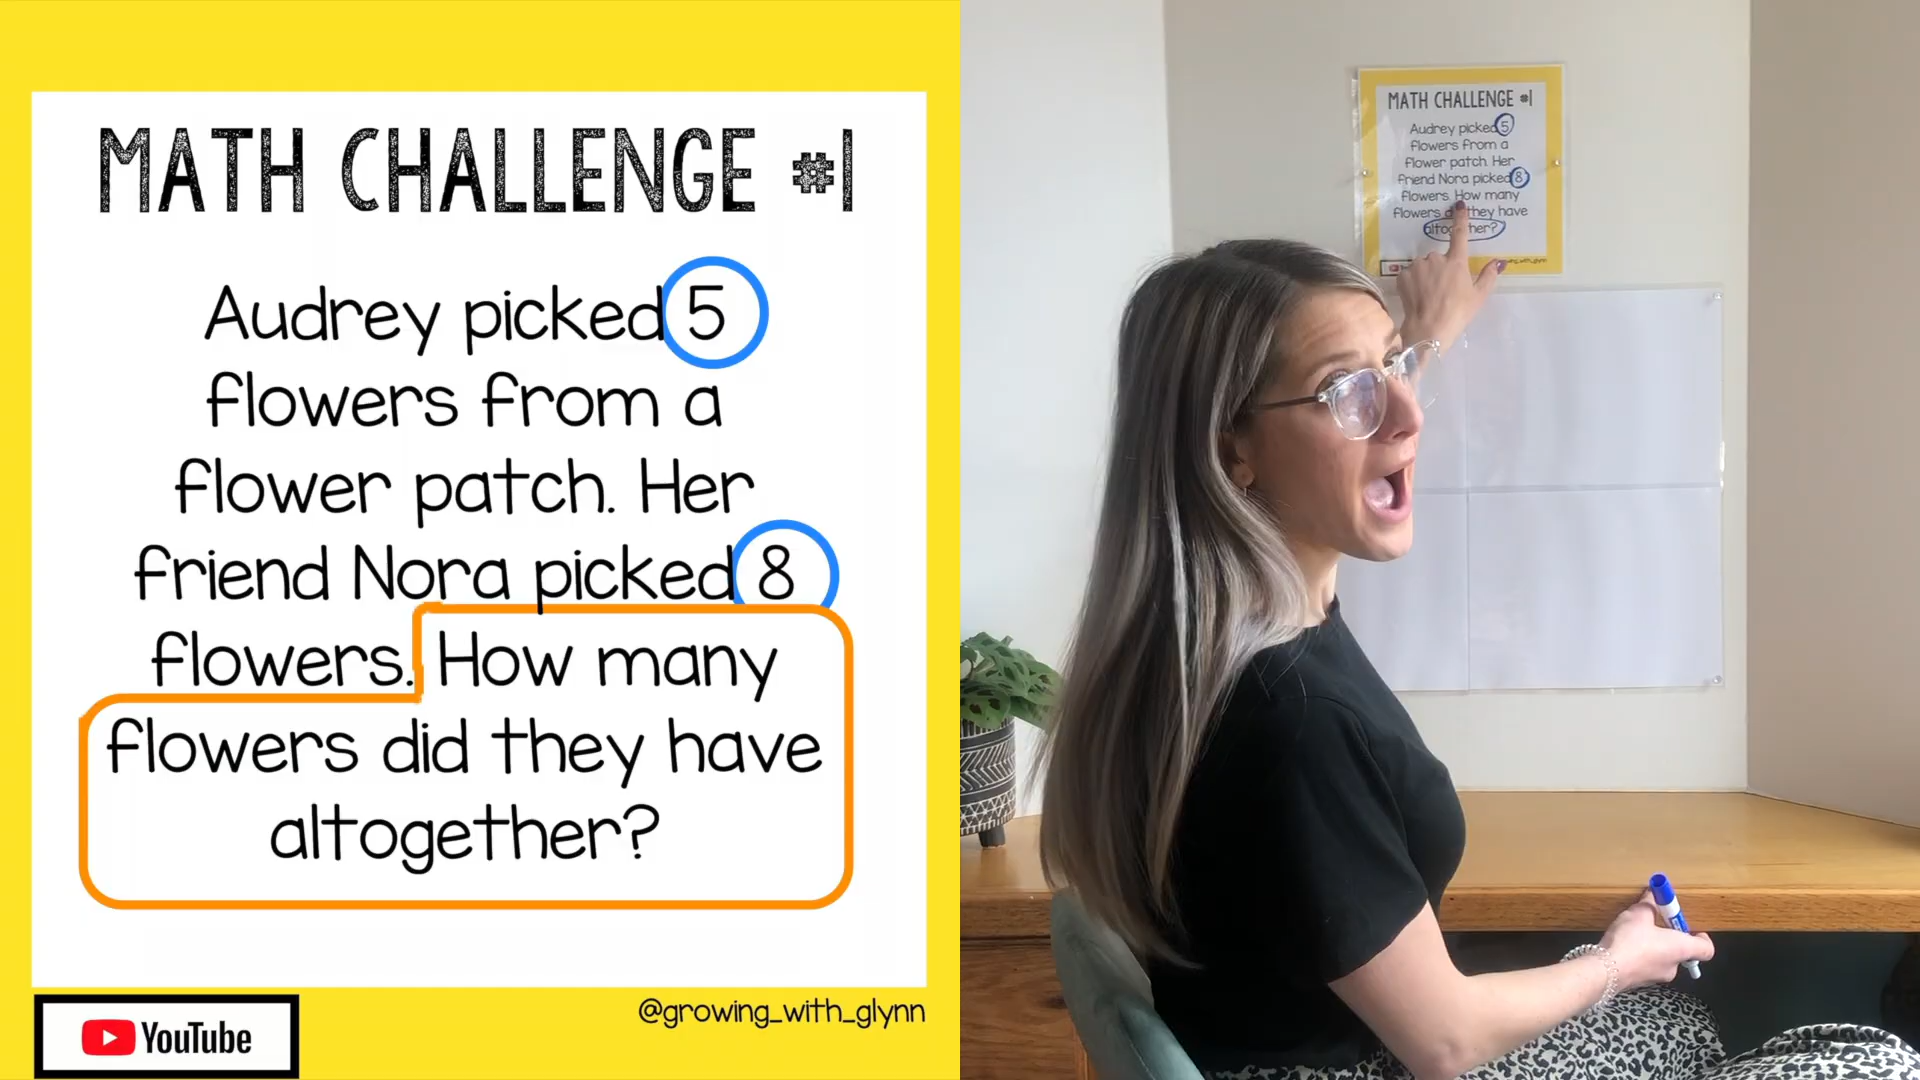 MATH CHALLENGE #1
Audrey picked 5
flowers from a
flower patch. Her
friend Nora picked 8
flowers. How many
flowers did they have
altogether?
YouTube
@growing_with_glynn
MATH CHALLENGE #1
Audrey picked 5
flowers from a
flower patch. Her
friend Nora picked 8
flowers. How many
flowers they have